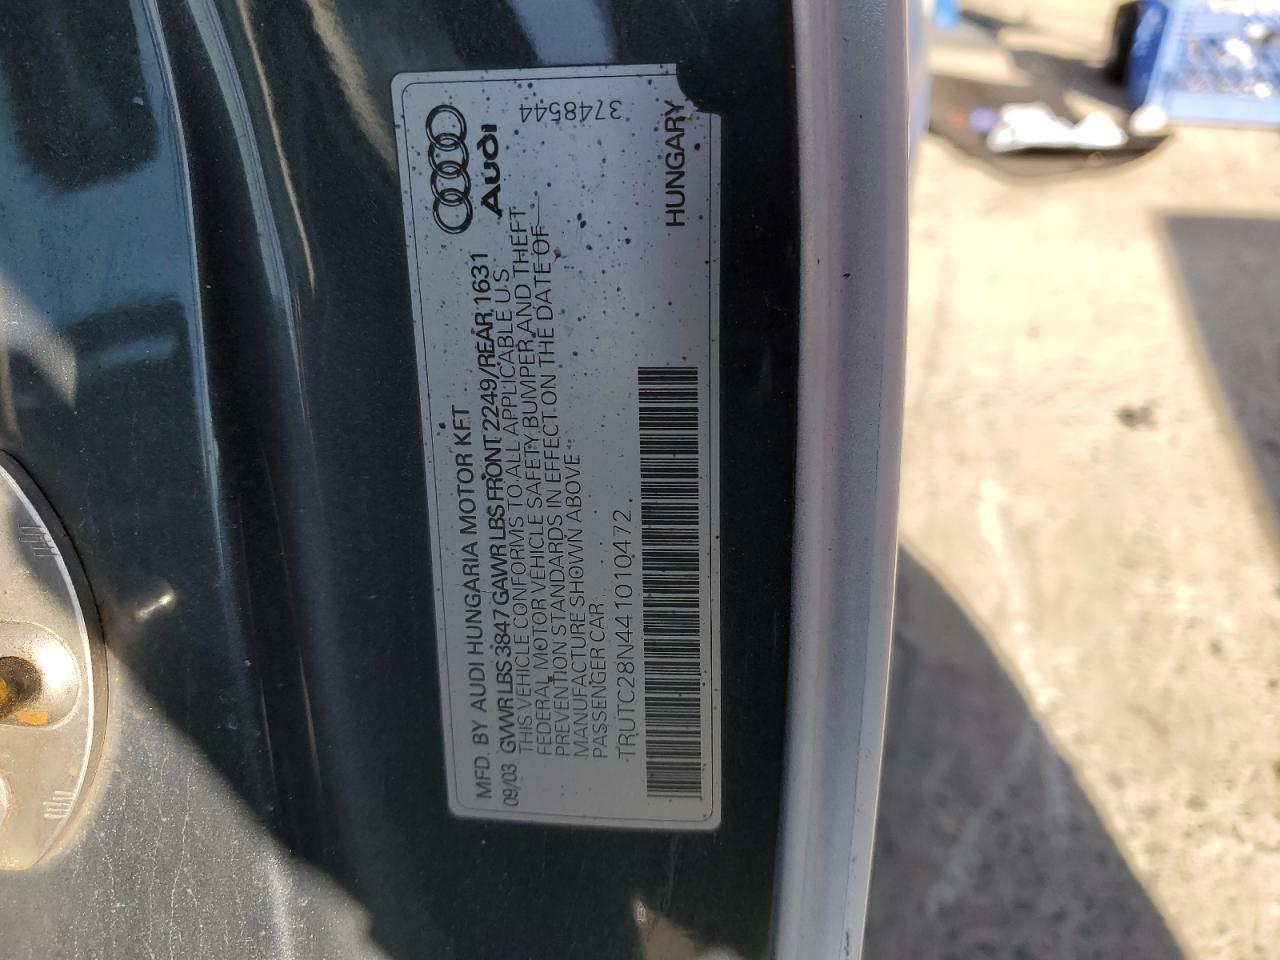 Audi
3748544
MFD. BY AUDI HUNGARIA MOTOR KFT
09/03 GVWR LBS 3847 GAWR LBS FRONT 2249/REAR 1631
THIS VEHICLE CONFORMS TO ALL APPLICABLE U.S
FEDERAL MOTOR VEHICLE SAFETY, BUMPER, AND THEFT
PREVENTION STANDARDS IN EFFECT ON THE DATE OF
MANUFACTURE SHOWN ABOVE
PASSENGER CAR
TRUTC28N441010472
HUNGARY